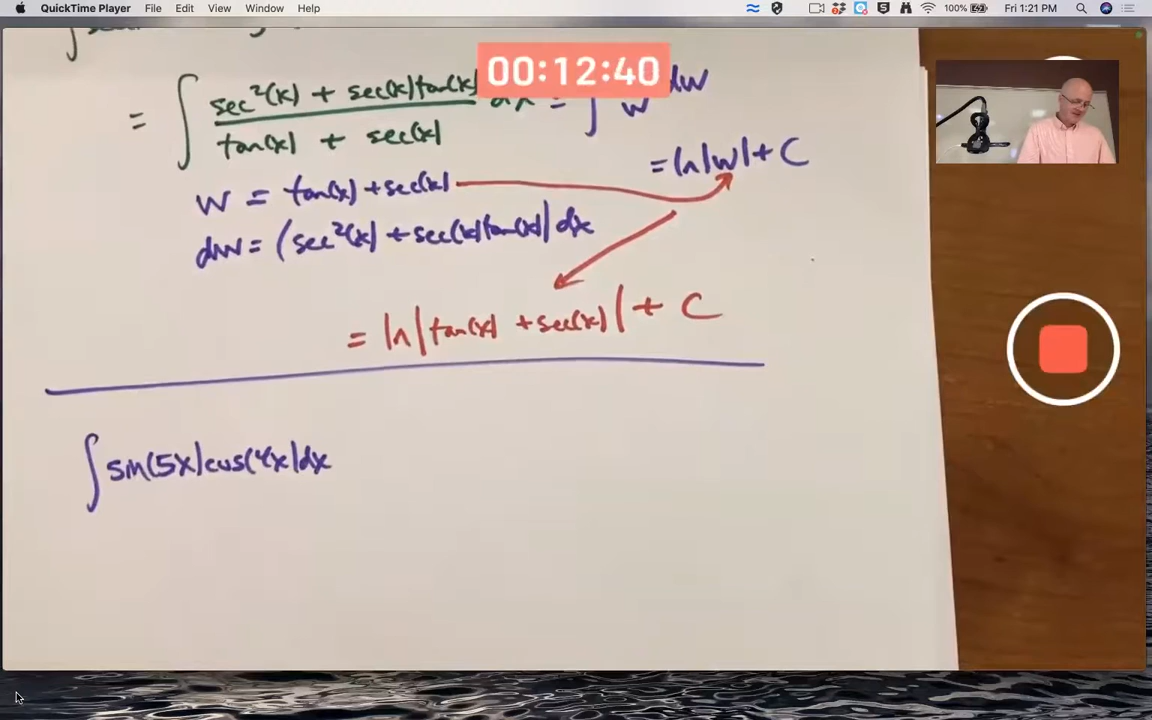 QuickTime Player File Edit View Window Help 100% Fri 1:21 PM
00:12:40
= ∫ sec²(x) + sec(x)tan(x) / tan(x) + sec(x) dx = ∫ w dw
= ln|w| + C
w = tan(x) + sec(x)
dw = (sec²(x) + sec(x)tan(x)) dx
= ln|tan(x) + sec(x)| + C
∫ sin(5x)cos(4x)dx